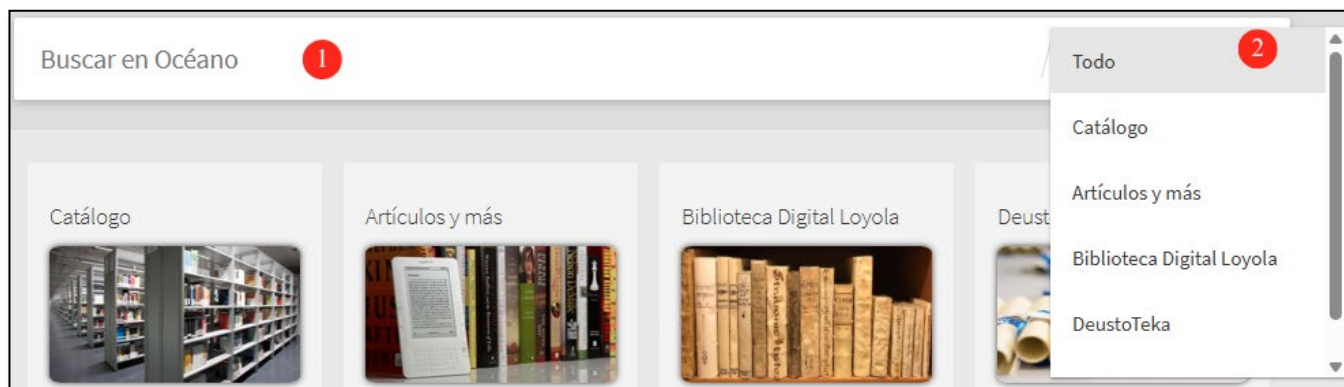 Buscar en Océano
1
Todo
2
Catálogo
Artículos y más
Biblioteca Digital Loyola
DeustoTeka
Catálogo
Artículos y más
Biblioteca Digital Loyola
Deust